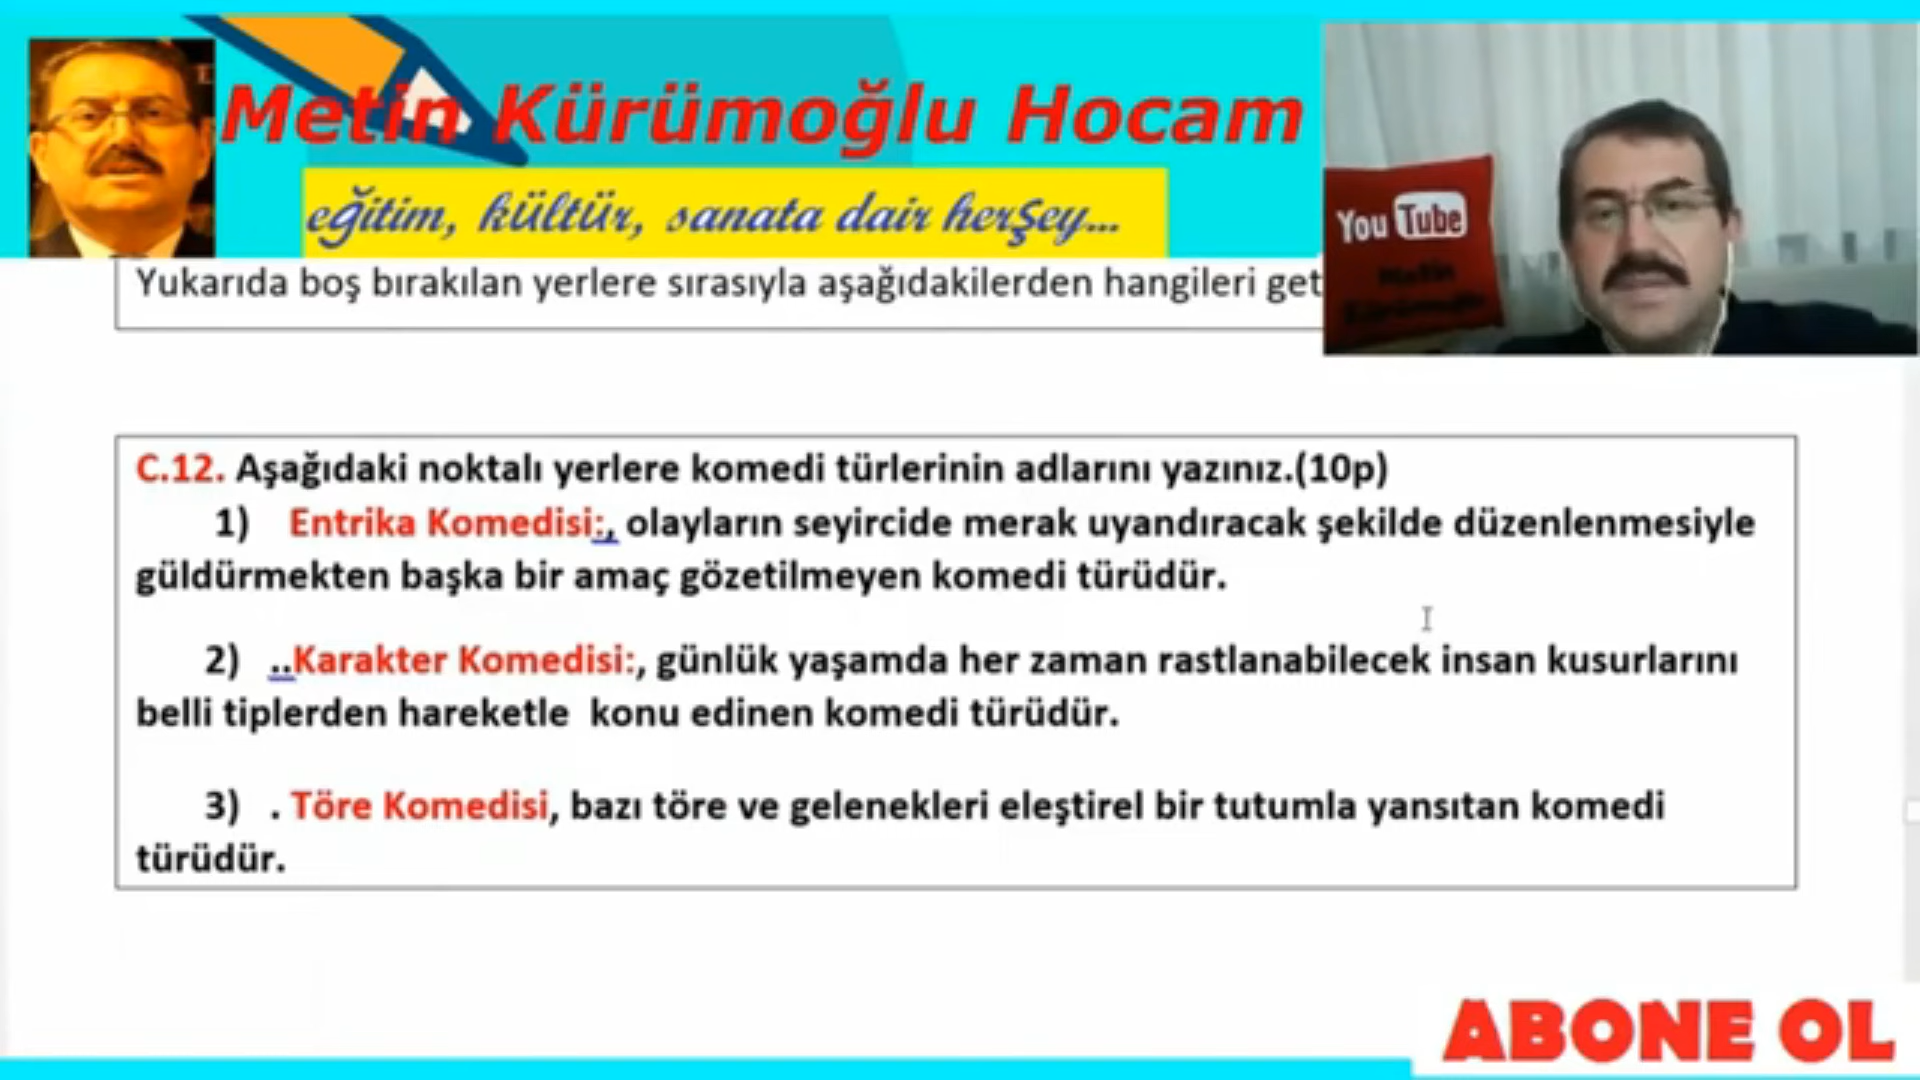 Metin Kürümoğlu Hocam
eğitim, kültür, sanata dair herşey...
You Tube
Yukarıda boş bırakılan yerlere sırasıyla aşağıdakilerden hangileri get
C.12. Aşağıdaki noktalı yerlere komedi türlerinin adlarını yazınız.(10p)
1) Entrika Komedisi:, olayların seyircide merak uyandıracak şekilde düzenlenmesiyle
güldürmekten başka bir amaç gözetilmeyen komedi türüdür.
2) ..Karakter Komedisi:, günlük yaşamda her zaman rastlanabilecek insan kusurlarını
belli tiplerden hareketle konu edinen komedi türüdür.
3) . Töre Komedisi, bazı töre ve gelenekleri eleştirel bir tutumla yansıtan komedi
türüdür.
ABONE OL